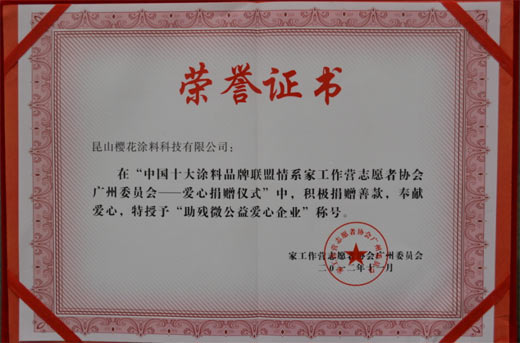 荣誉证书
昆山樱花涂料科技有限公司：
在“中国十大涂料品牌联盟情系家工作营志愿者协会
广州委员会——爱心捐赠仪式”中，积极捐赠善款，奉献
爱心，特授予“助残微公益爱心企业”称号。
家工作营志愿者协会广州委员会
二〇一二年十一月